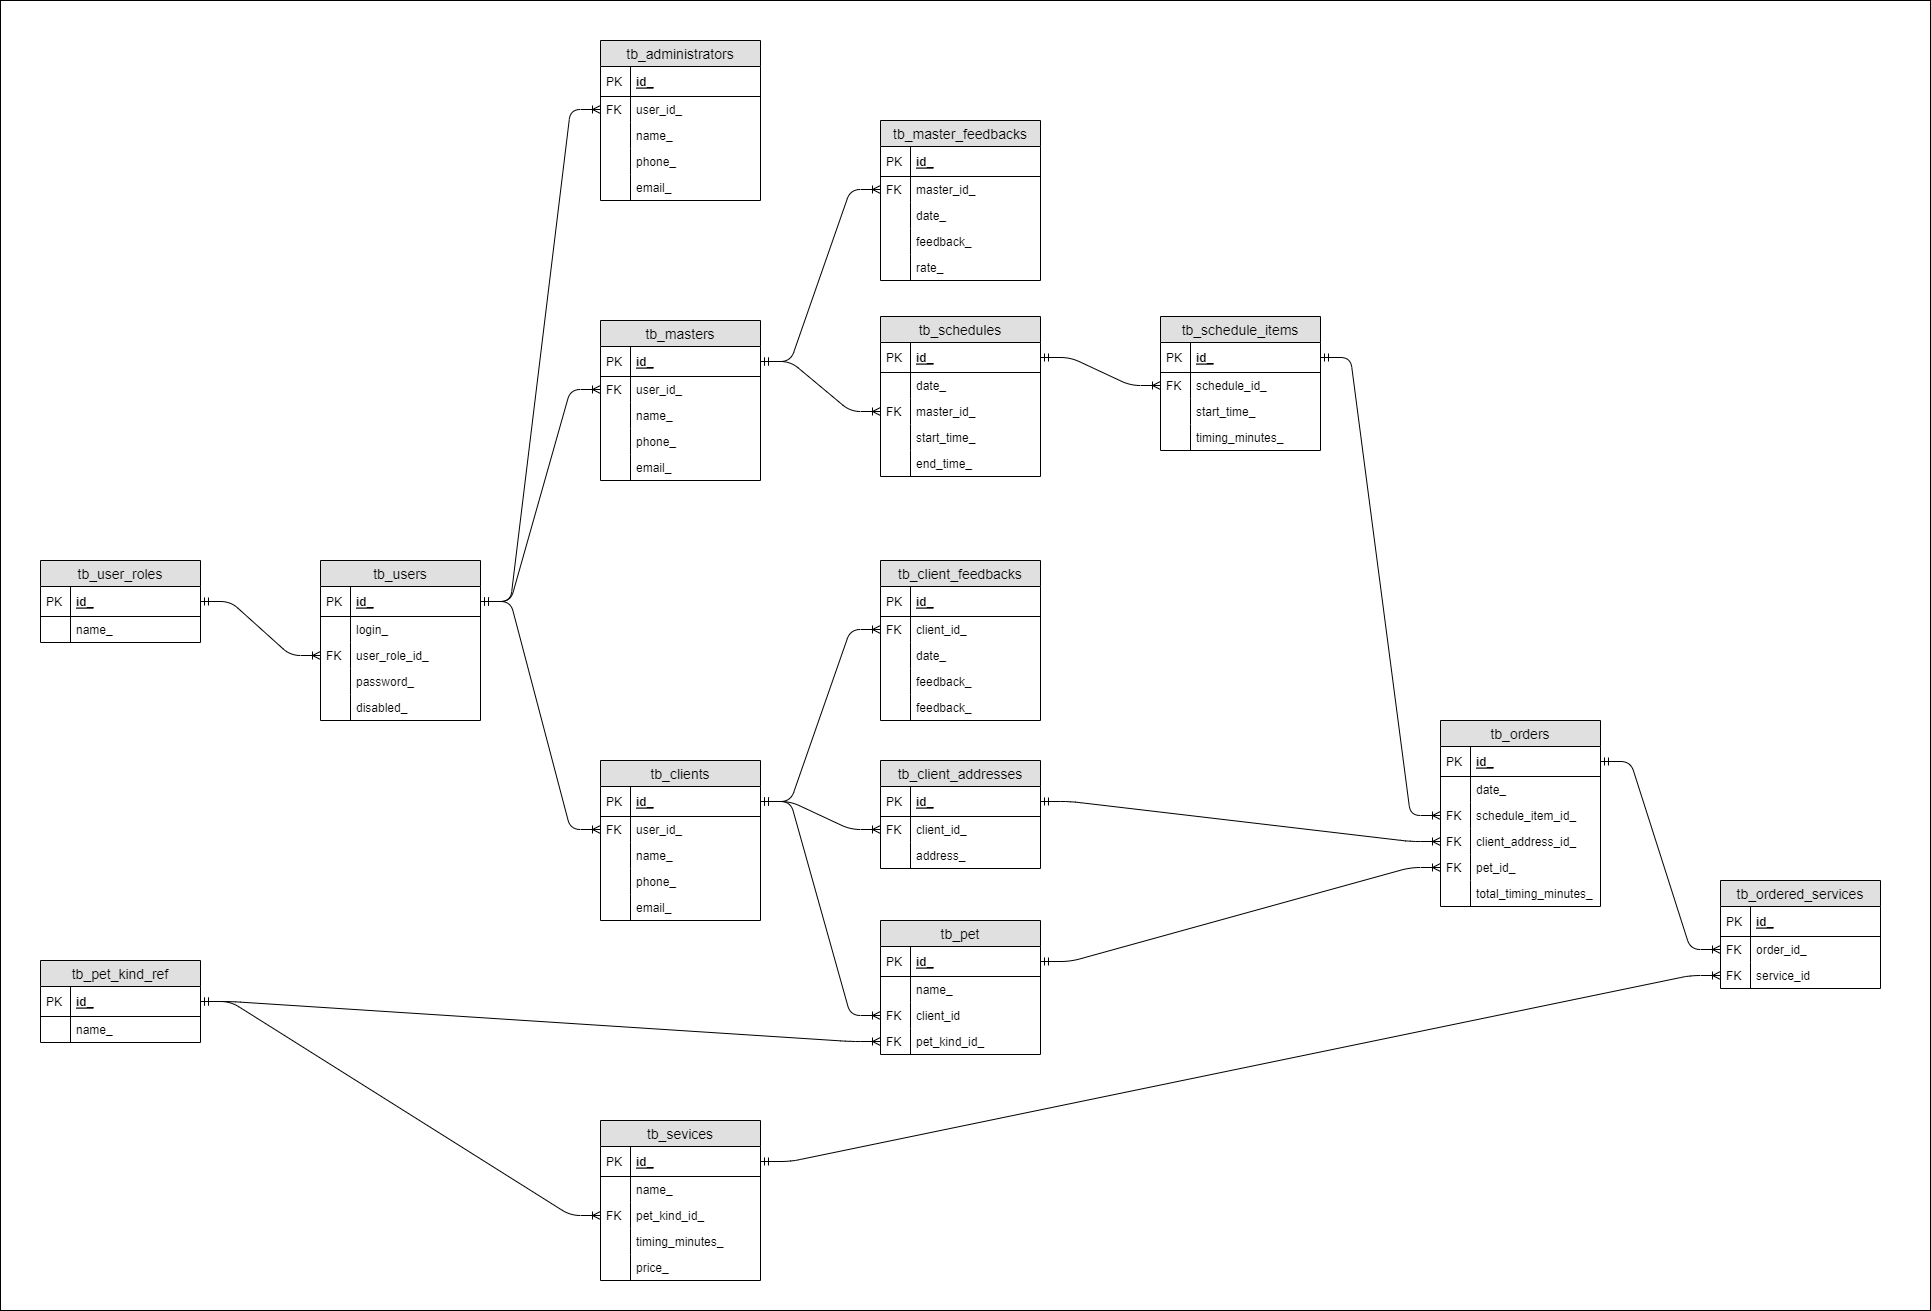 tb_administrators
PK id_
FK user_id_
name_
phone_
email_
tb_master_feedbacks
PK id_
FK master_id_
date_
feedback_
rate_
tb_masters
PK id_
FK user_id_
name_
phone_
email_
tb_schedules
PK id_
date_
FK master_id_
start_time_
end_time_
tb_schedule_items
PK id_
FK schedule_id_
start_time_
timing_minutes_
tb_user_roles
PK id_
name_
tb_users
PK id_
login_
FK user_role_id_
password_
disabled_
tb_client_feedbacks
PK id_
FK client_id_
date_
feedback_
feedback_
tb_clients
PK id_
FK user_id_
name_
phone_
email_
tb_client_addresses
PK id_
FK client_id_
address_
tb_orders
PK id_
date_
FK schedule_item_id_
FK client_address_id_
FK pet_id_
total_timing_minutes_
tb_ordered_services
PK id_
FK order_id_
FK service_id
tb_pet_kind_ref
PK id_
name_
tb_pet
PK id_
name_
FK client_id
FK pet_kind_id_
tb_sevices
PK id_
name_
FK pet_kind_id_
timing_minutes_
price_